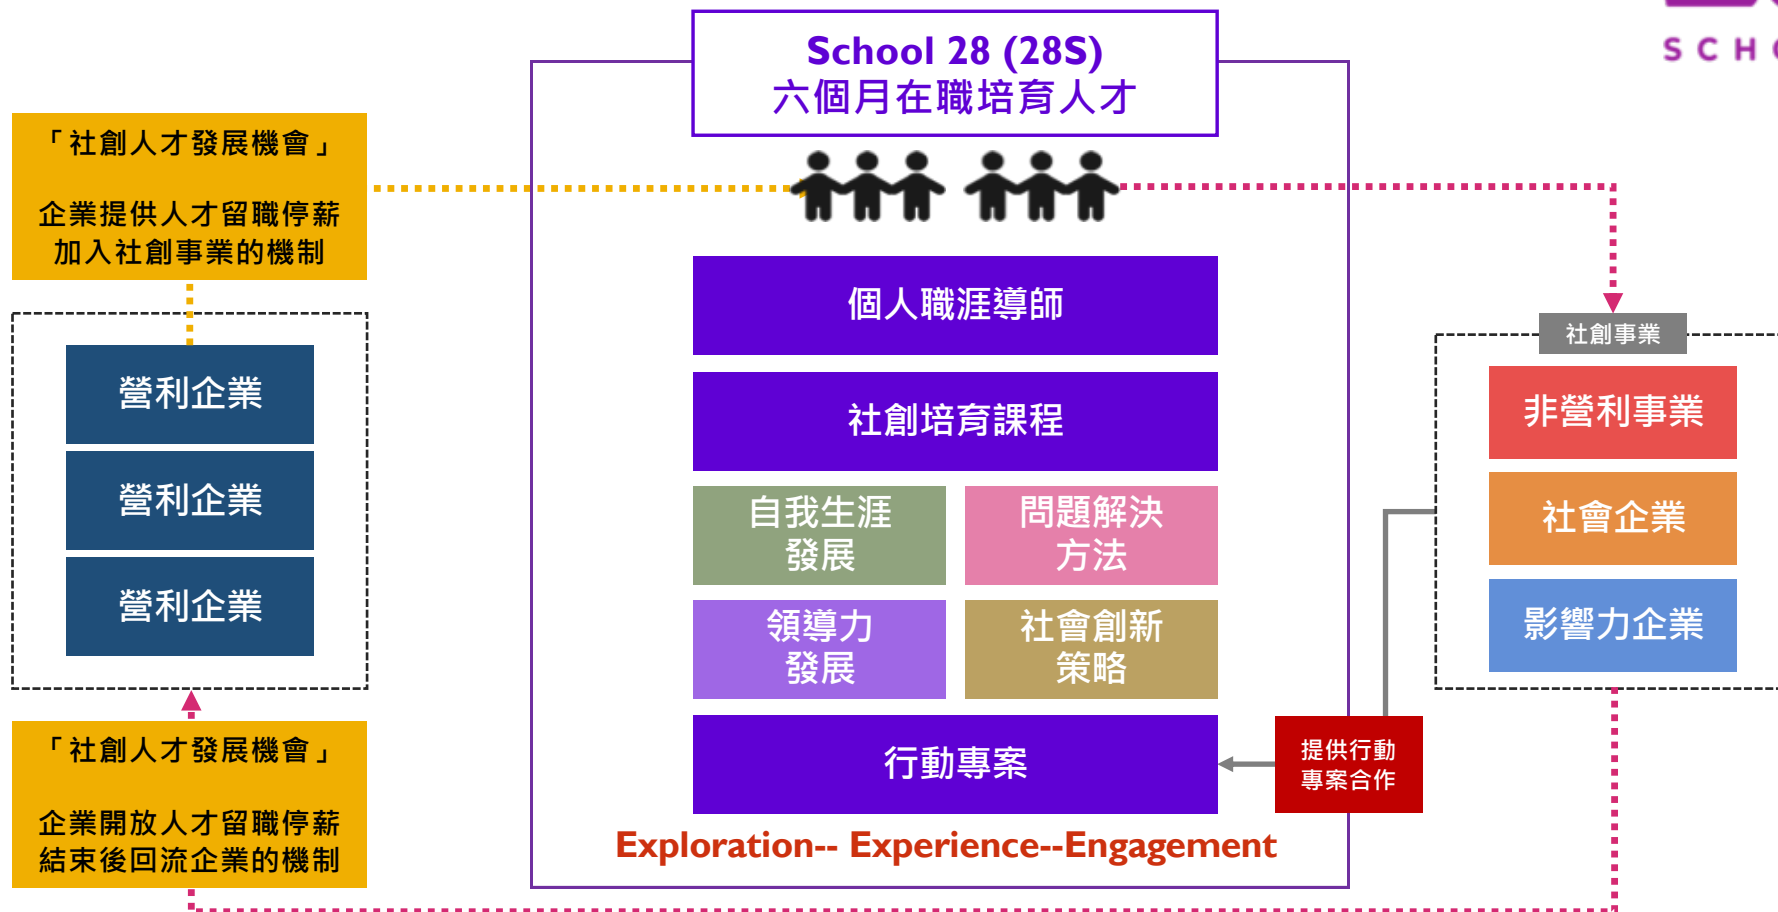 School 28 (28S)
六個月在職培育人才
SCHO
「社創人才發展機會」
企業提供人才留職停薪
加入社創事業的機制
營利企業
營利企業
營利企業
「社創人才發展機會」
企業開放人才留職停薪
結束後回流企業的機制
個人職涯導師
社創培育課程
自我生涯
發展
問題解決
方法
領導力
發展
社會創新
策略
行動專案
Exploration-- Experience--Engagement
提供行動
專案合作
社創事業
非營利事業
社會企業
影響力企業